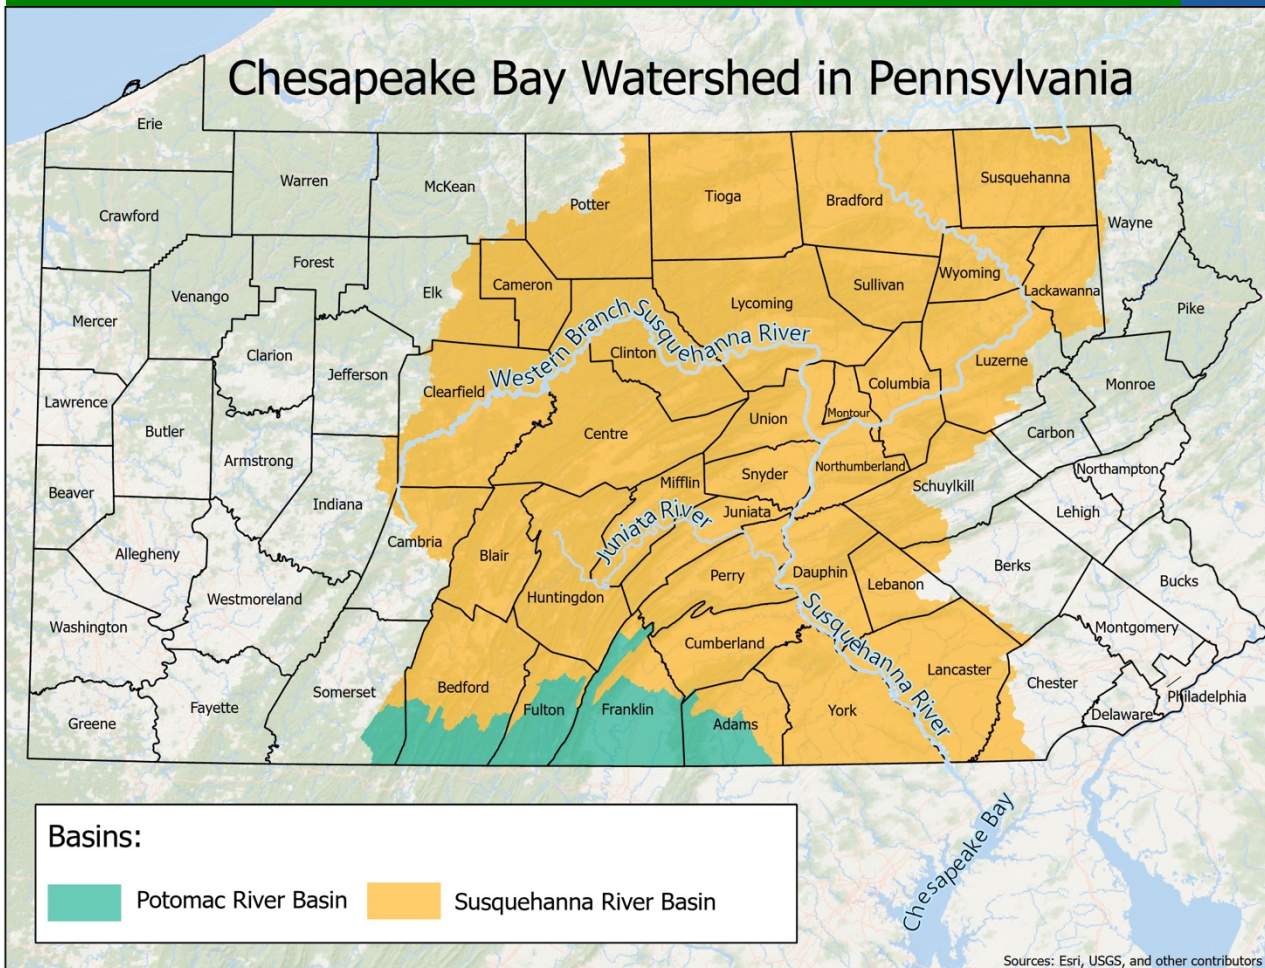 Chesapeake Bay Watershed in Pennsylvania
Erie
Warren
McKean
Potter
Tioga
Bradford
Susquehanna
Wayne
Crawford
Forest
Venango
Elk
Cameron
Lycoming
Sullivan
Wyoming
Lackawanna
Pike
Mercer
Clarion
Jefferson
Clearfield
Western Branch Susquehanna River
Clinton
Columbia
Luzerne
Monroe
Lawrence
Butler
Armstrong
Centre
Union
Montour
Carbon
Northampton
Beaver
Indiana
Mifflin
Snyder
Northumberland
Schuylkill
Lehigh
Allegheny
Cambria
Blair
Juniata River
Juniata
Westmoreland
Huntingdon
Perry
Dauphin
Lebanon
Berks
Bucks
Washington
Cumberland
Susquehanna River
Lancaster
Montgomery
Greene
Fayette
Somerset
Bedford
Fulton
Franklin
Adams
York
Chester
Delaware
Philadelphia
Chesapeake Bay
Basins:
Potomac River Basin
Susquehanna River Basin
Sources: Esri, USGS, and other contributors